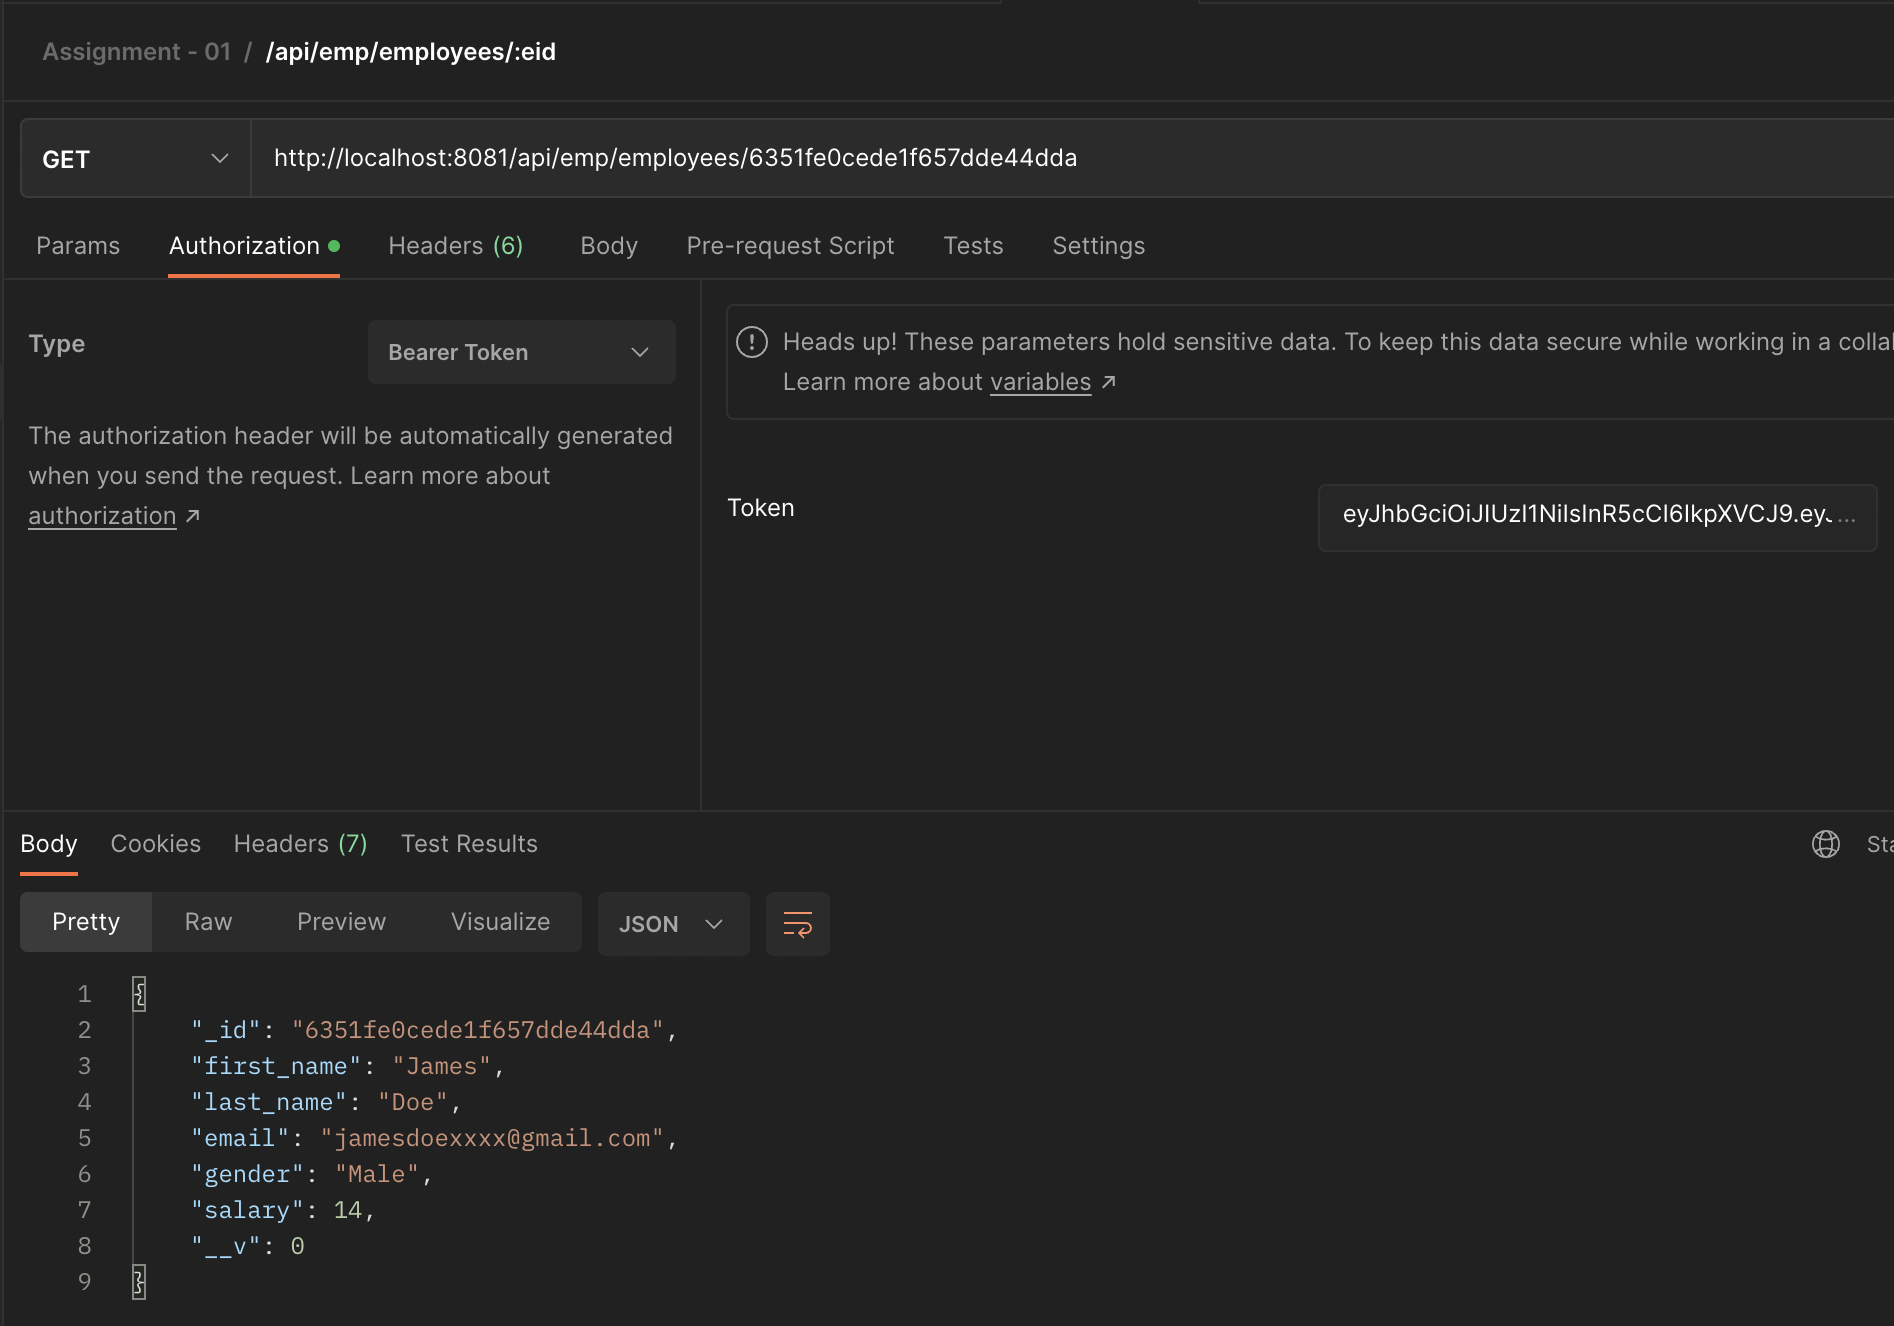 Assignment - 01 / /api/emp/employees/:eid
GET http://localhost:8081/api/emp/employees/6351fe0cede1f657dde44dda
Params Authorization Headers (6) Body Pre-request Script Tests Settings
Type Bearer Token
The authorization header will be automatically generated
when you send the request. Learn more about
authorization ↗
Heads up! These parameters hold sensitive data. To keep this data secure while working in a
Learn more about variables ↗
Token eyJhbGciOiJIUzI1NiIsInR5cCI6IkpXVCJ9.eyJ...
Body Cookies Headers (7) Test Results
Pretty Raw Preview Visualize JSON
1 {
2 "_id": "6351fe0cede1f657dde44dda",
3 "first_name": "James",
4 "last_name": "Doe",
5 "email": "jamesdoexxxx@gmail.com",
6 "gender": "Male",
7 "salary": 14,
8 "__v": 0
9 }